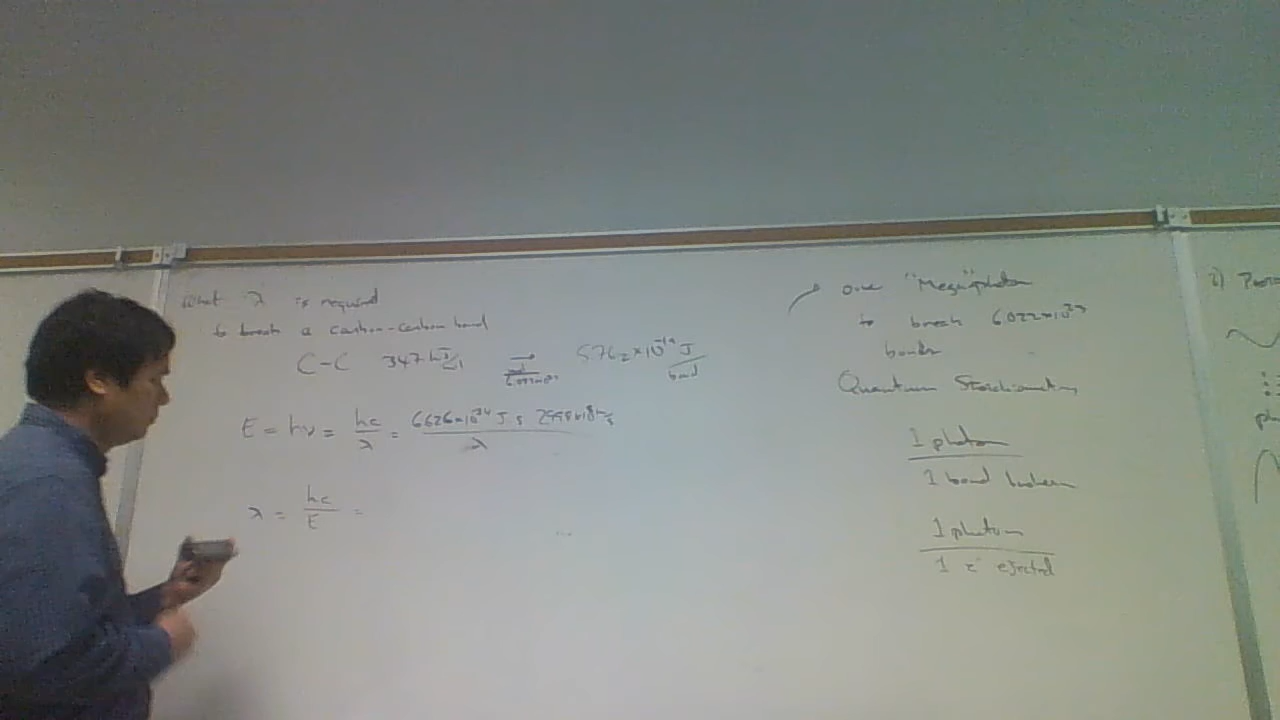 What λ is required
to break a carbon-carbon bond
C-C 347 kJ/mol → 5.762×10⁻¹⁹ J/bond
E = hν = hc/λ = 6.626×10⁻³⁴ J·s 2.998×10⁸ m/s / λ
λ = hc/E =
one "Mega"photon
to break 6.022×10²³
bonds
Quantum Stoichiometry
1 photon
1 bond broken
1 photon
1 e⁻ ejected
2)